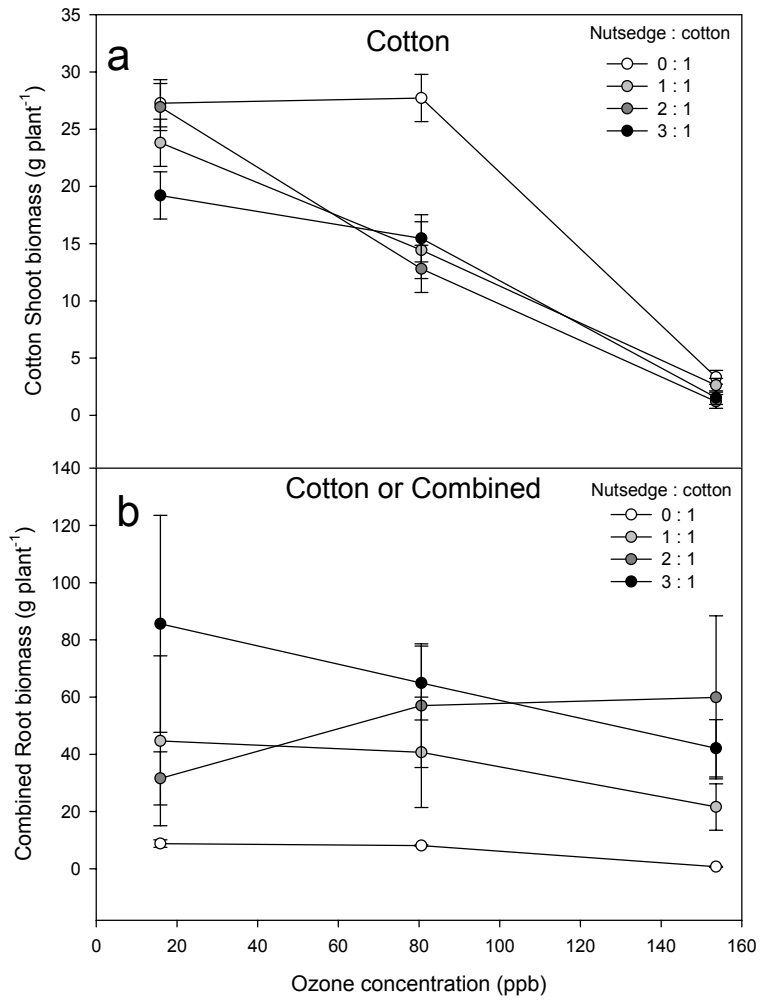 a
Cotton
Nutsedge : cotton
0 : 1
1 : 1
2 : 1
3 : 1
Cotton Shoot biomass (g plant⁻¹)
35
30
25
20
15
10
5
0
b
Cotton or Combined
Nutsedge : cotton
0 : 1
1 : 1
2 : 1
3 : 1
Combined Root biomass (g plant⁻¹)
140
120
100
80
60
40
20
0
0 20 40 60 80 100 120 140 160
Ozone concentration (ppb)